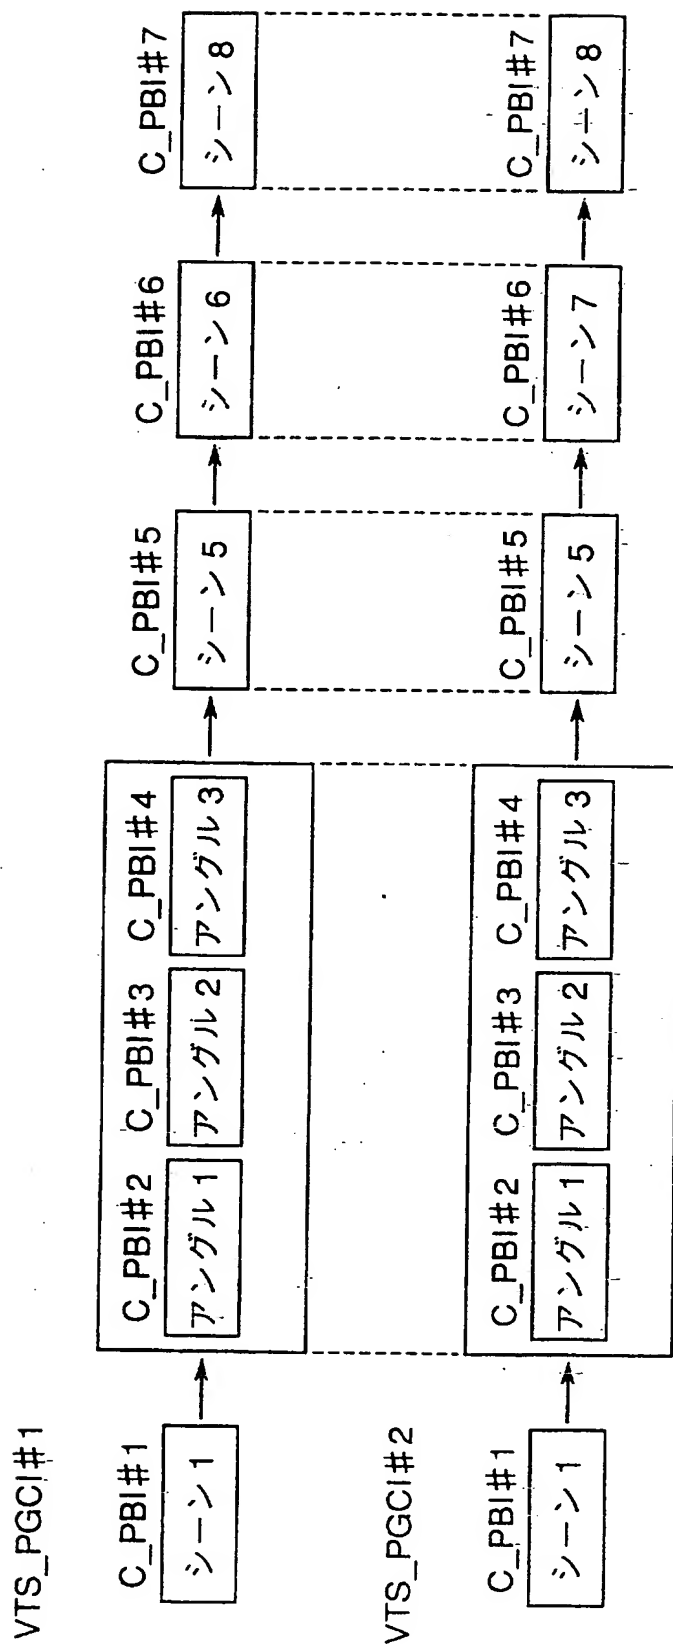 VTS_PGCI#1
C_PBI#1
シーン1
C_PBI#2
アングル1
C_PBI#3
アングル2
C_PBI#4
アングル3
C_PBI#5
シーン5
C_PBI#6
シーン6
C_PBI#7
シーン8
VTS_PGCI#2
C_PBI#1
シーン1
C_PBI#2
アングル1
C_PBI#3
アングル2
C_PBI#4
アングル3
C_PBI#5
シーン5
C_PBI#6
シーン7
C_PBI#7
シーン8